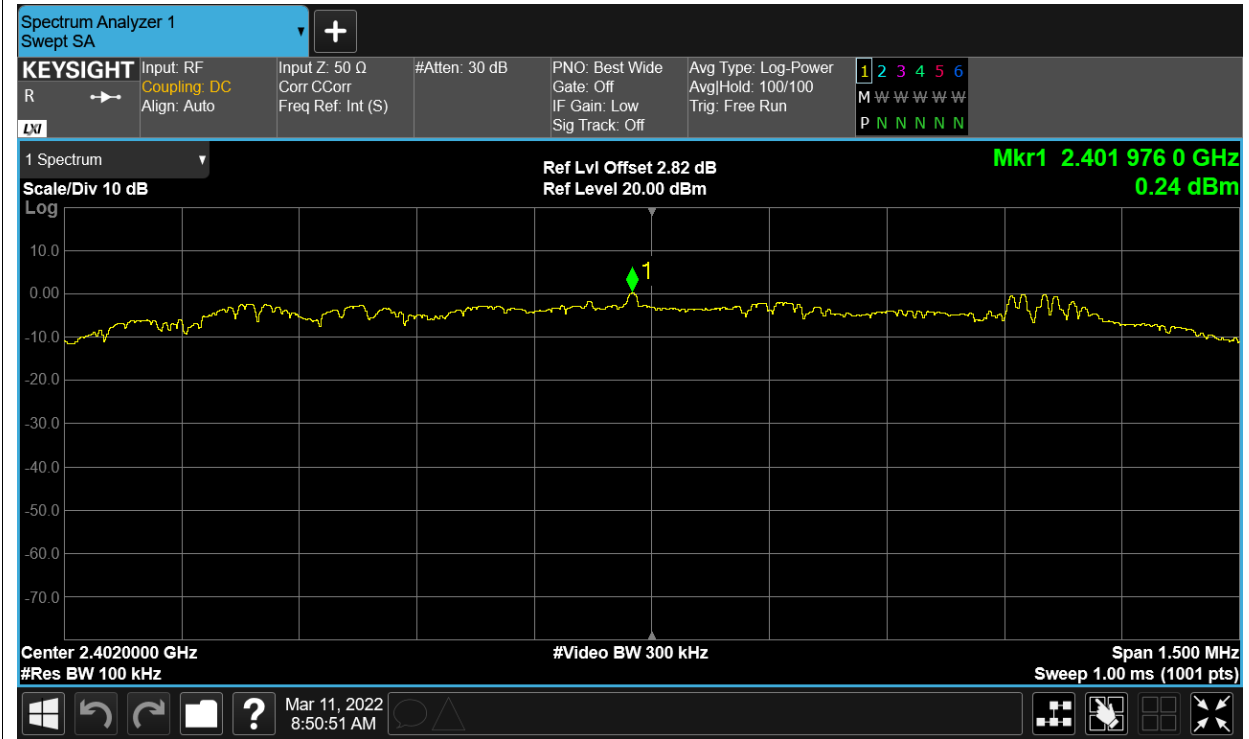 Spectrum Analyzer 1
Swept SA
KEYSIGHT
R
LXI
Input: RF
Coupling: DC
Align: Auto
Input Z: 50 Ω
Corr CCorr
Freq Ref: Int (S)
#Atten: 30 dB
PNO: Best Wide
Gate: Off
IF Gain: Low
Sig Track: Off
Avg Type: Log-Power
Avg|Hold: 100/100
Trig: Free Run
1 2 3 4 5 6
M W W W W W
P N N N N N
1 Spectrum
Scale/Div 10 dB
Log
Ref Lvl Offset 2.82 dB
Ref Level 20.00 dBm
Mkr1 2.401 976 0 GHz
0.24 dBm
1
10.0
0.00
-10.0
-20.0
-30.0
-40.0
-50.0
-60.0
-70.0
Center 2.4020000 GHz
#Res BW 100 kHz
#Video BW 300 kHz
Span 1.500 MHz
Sweep 1.00 ms (1001 pts)
?
Mar 11, 2022
8:50:51 AM